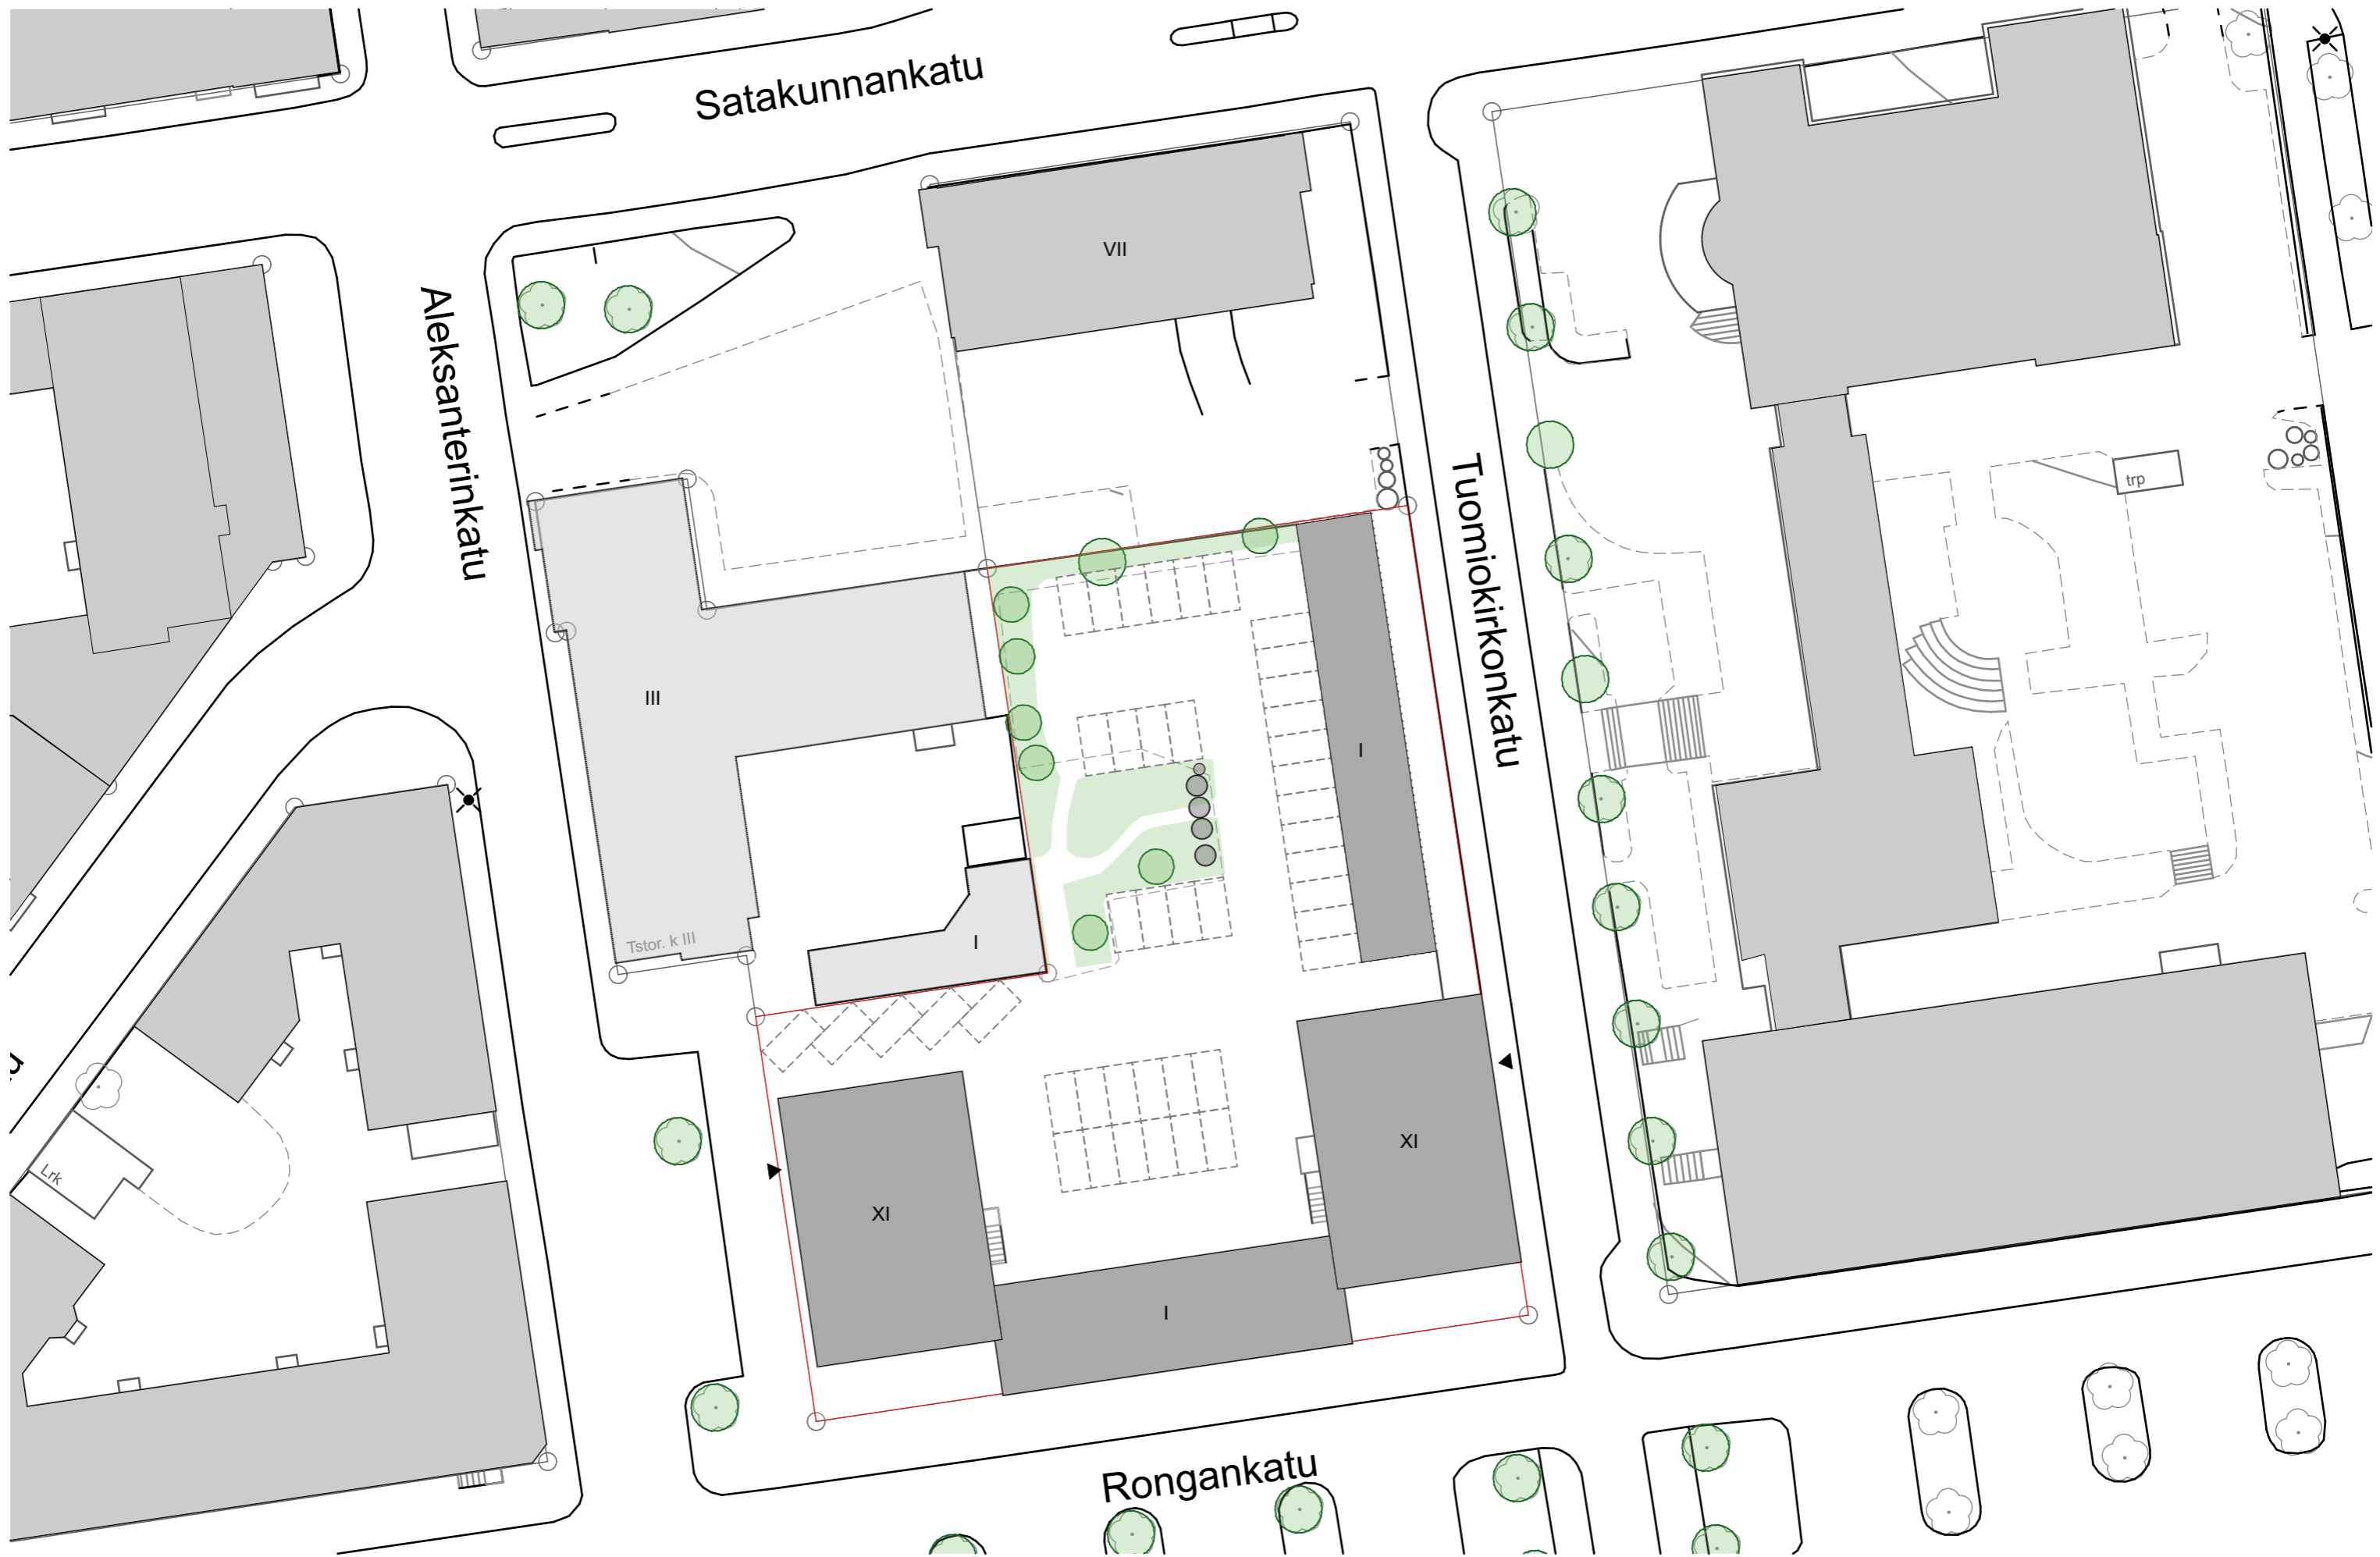 Satakunnankatu
VII
Aleksanterinkatu
Tuomiokirkonkatu
trp
III
I
Tstor. k III
I
XI
XI
Lrk
I
Rongankatu